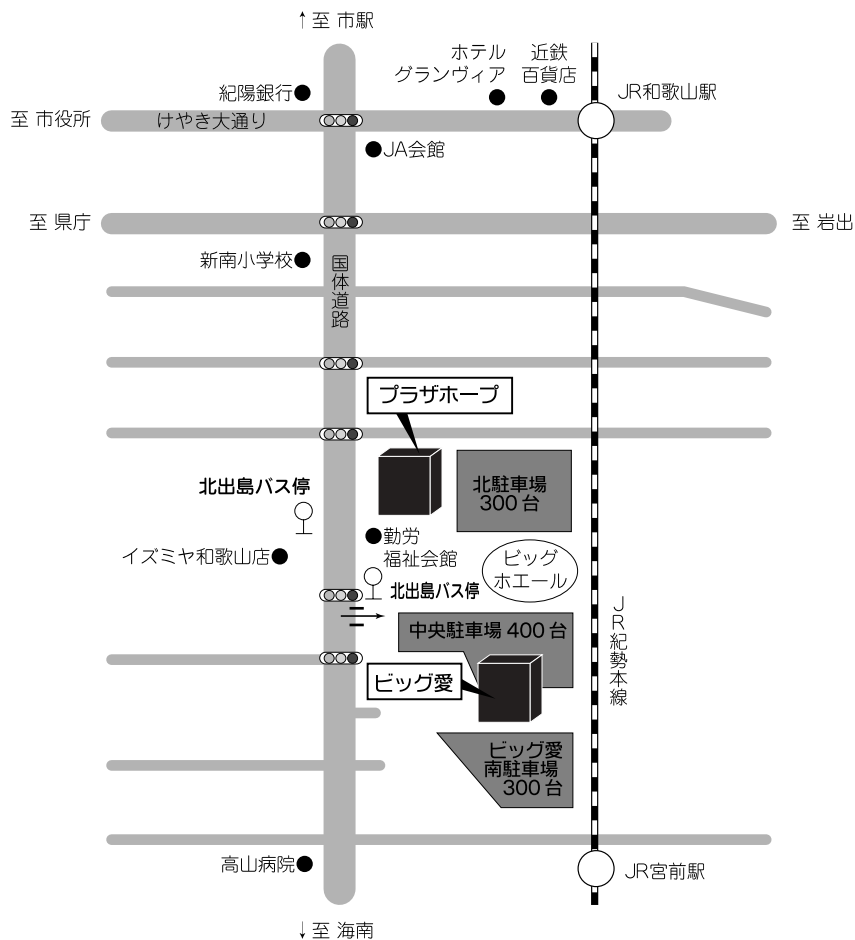 ↑至 市駅
ホテル
グランヴィア
近鉄
百貨店
紀陽銀行
JR和歌山駅
至 市役所
けやき大通り
JA会館
至 県庁
至 岩出
新南小学校
国体道路
プラザホープ
北駐車場
300台
北出島バス停
勤労
福祉会館
イズミヤ和歌山店
ビッグ
ホエール
北出島バス停
JR紀勢本線
中央駐車場 400台
ビッグ愛
ビッグ愛
南駐車場
300台
高山病院
JR宮前駅
↓至 海南